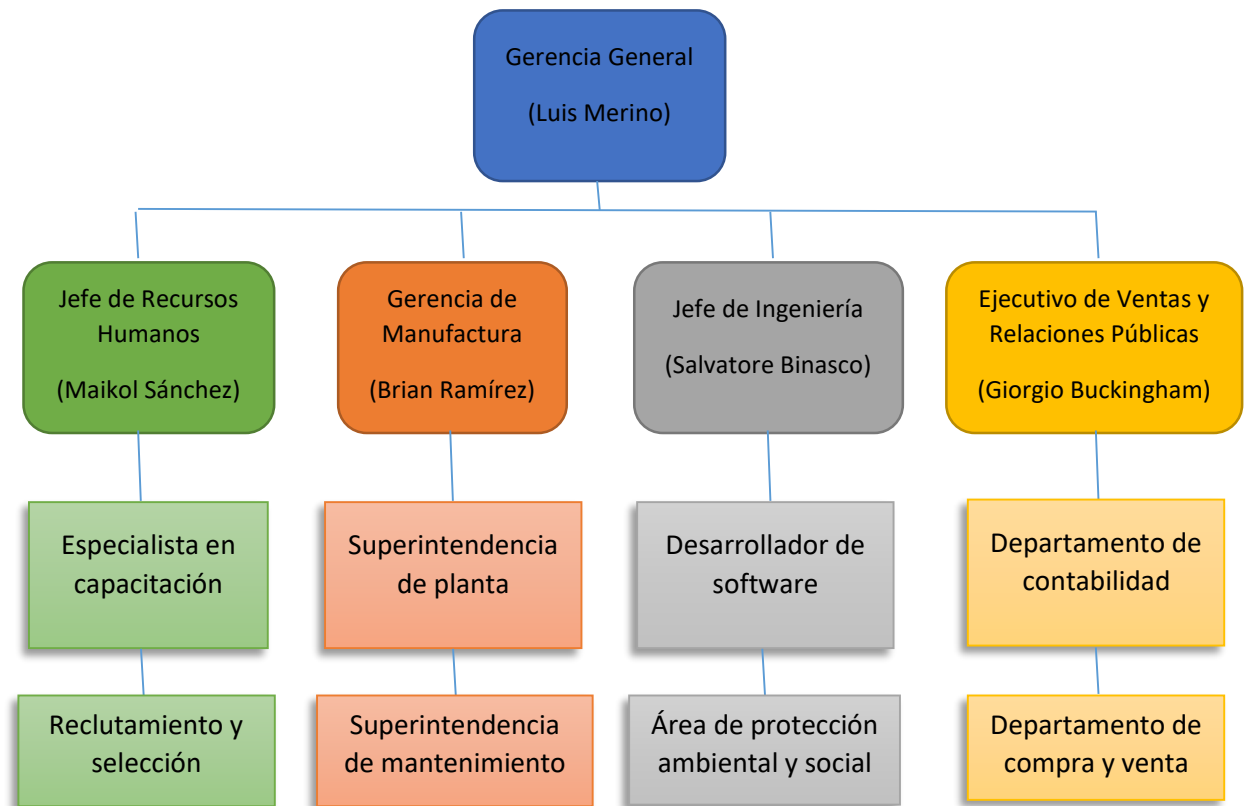 Gerencia General
(Luis Merino)
Jefe de Recursos
Humanos
(Maikol Sánchez)
Gerencia de
Manufactura
(Brian Ramírez)
Jefe de Ingeniería
(Salvatore Binasco)
Ejecutivo de Ventas y
Relaciones Públicas
(Giorgio Buckingham)
Especialista en
capacitación
Superintendencia
de planta
Desarrollador de
software
Departamento de
contabilidad
Reclutamiento y
selección
Superintendencia
de mantenimiento
Área de protección
ambiental y social
Departamento de
compra y venta